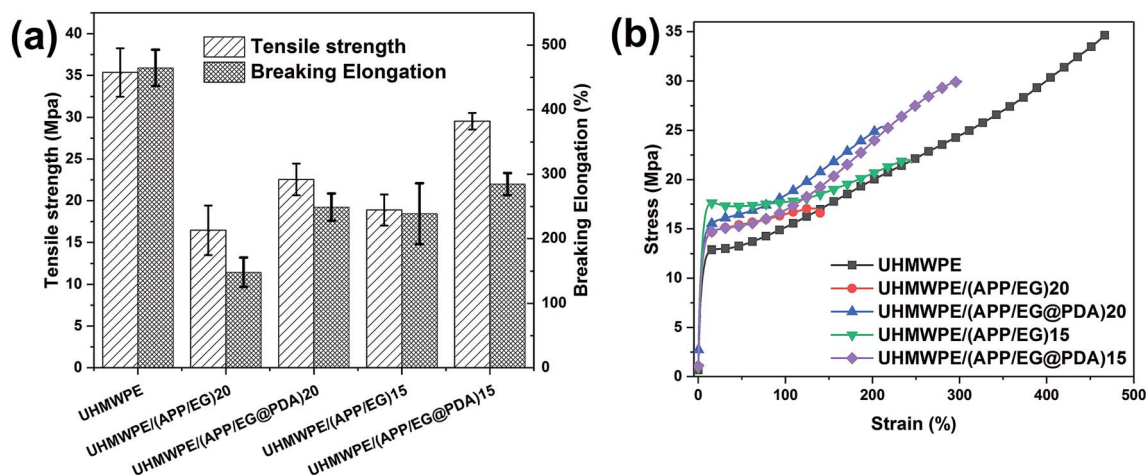 (a)
Tensile strength (Mpa)
40
35
30
25
20
15
10
5
0
Tensile strength
Breaking Elongation
500
400
300
200
100
0
Breaking Elongation (%)
UHMWPE
UHMWPE/(APP/EG)20
UHMWPE/(APP/EG@PDA)20
UHMWPE/(APP/EG)15
UHMWPE/(APP/EG@PDA)15
(b)
Stress (Mpa)
35
30
25
20
15
10
5
0
UHMWPE
UHMWPE/(APP/EG)20
UHMWPE/(APP/EG@PDA)20
UHMWPE/(APP/EG)15
UHMWPE/(APP/EG@PDA)15
0 100 200 300 400 500
Strain (%)